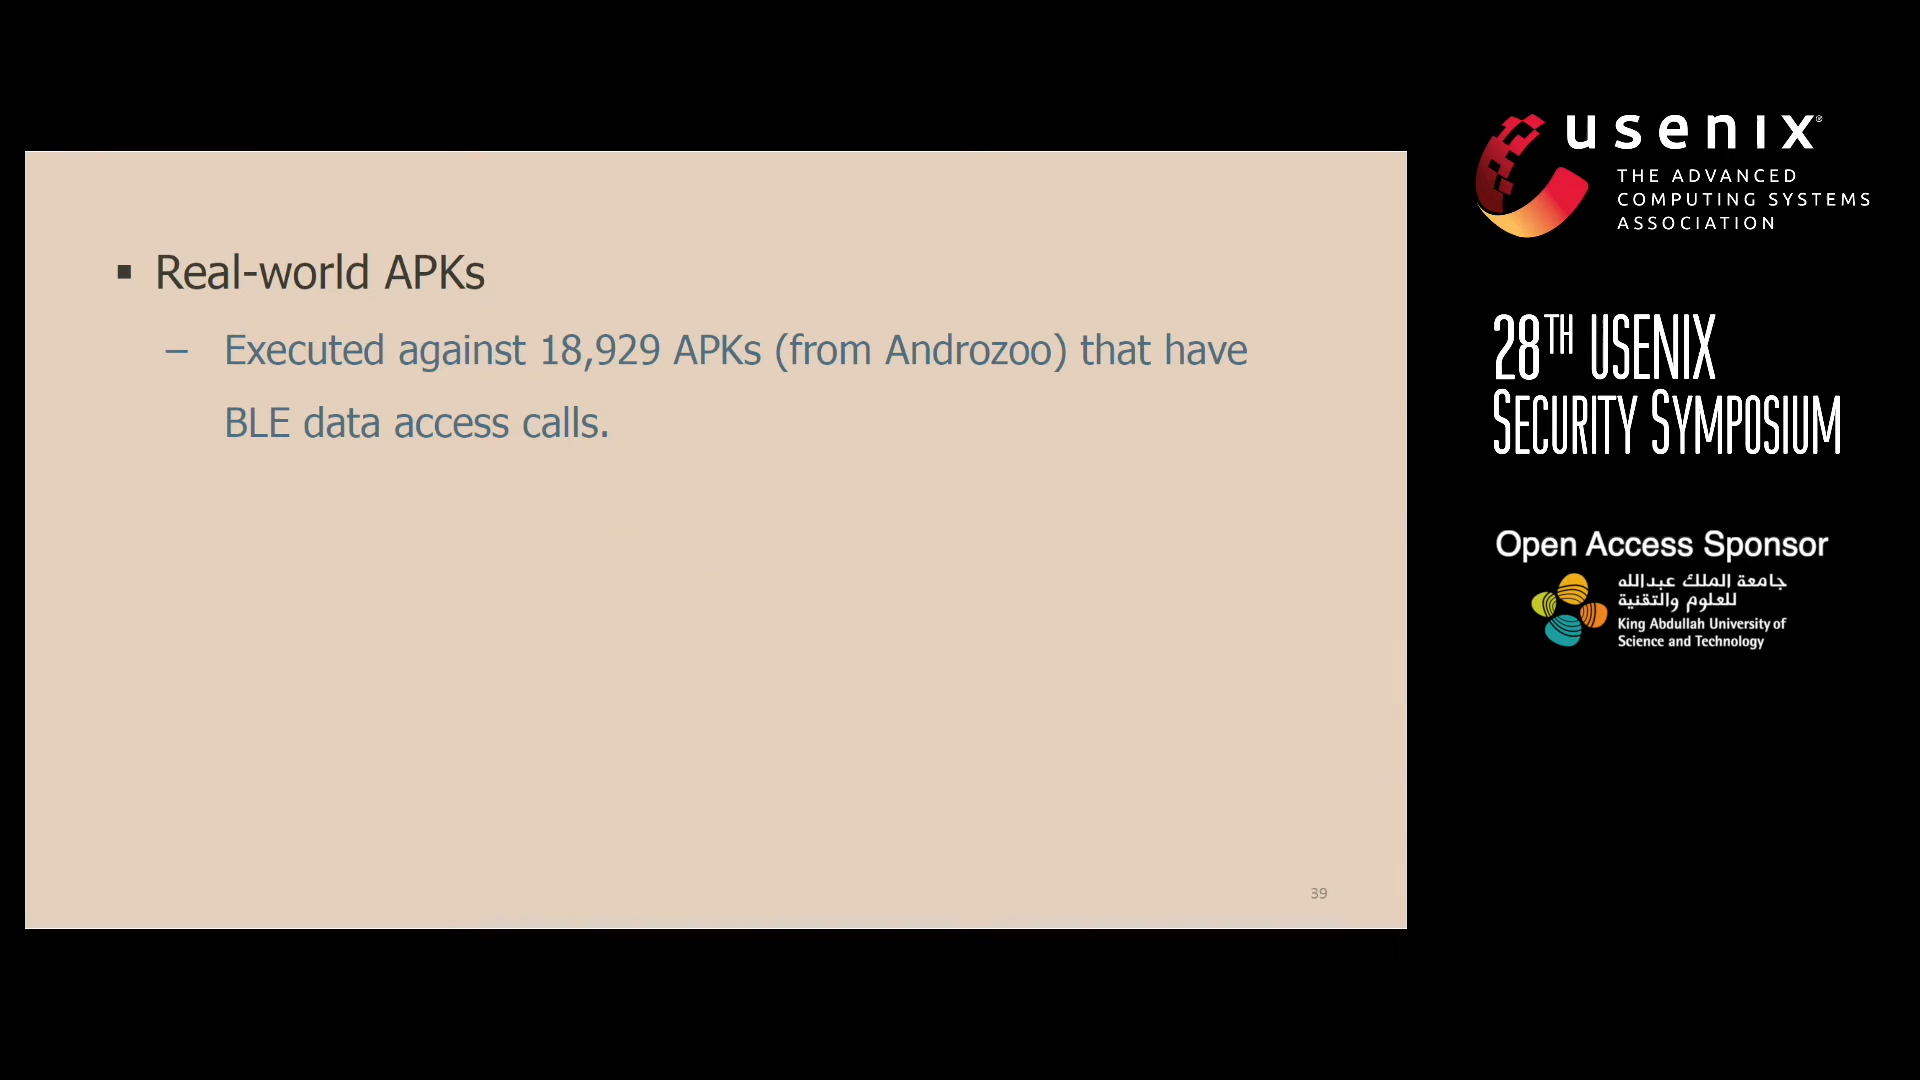 ▪ Real-world APKs
– Executed against 18,929 APKs (from Androzoo) that have
BLE data access calls.
39
usenix®
THE ADVANCED
COMPUTING SYSTEMS
ASSOCIATION
28TH USENIX
SECURITY SYMPOSIUM
Open Access Sponsor
جامعة الملك عبدالله
للعلوم والتقنية
King Abdullah University of
Science and Technology